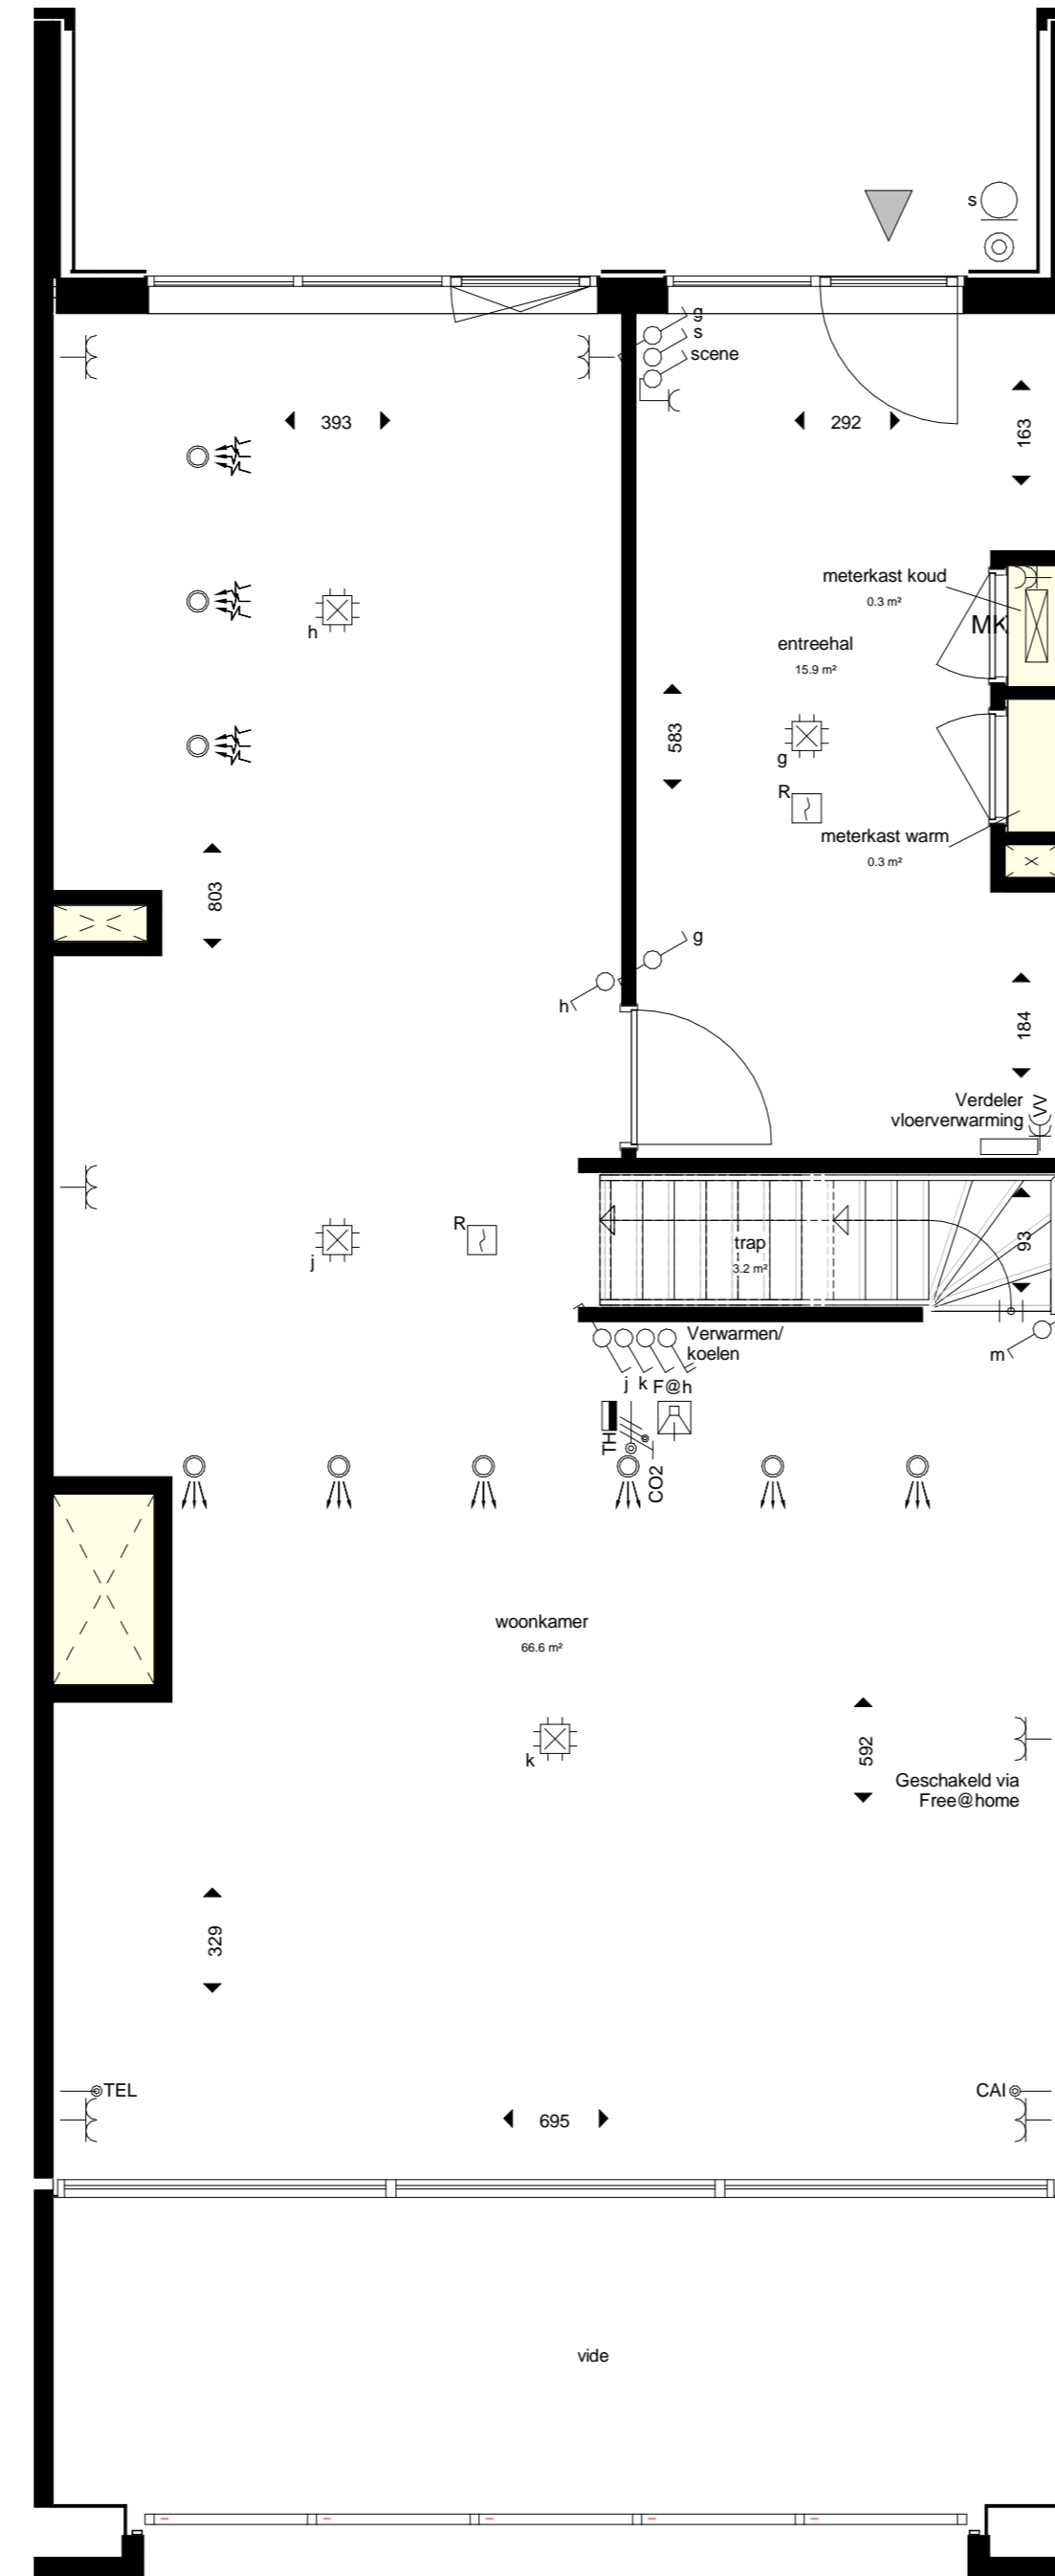 s
g
s
scene
393
292
163
meterkast koud
0.3 m²
MK
h
entreehal
15.9 m²
583
g
R
meterkast warm
0.3 m²
803
g
h
184
Verdeler
vloerverwarming
VV
R
j
trap
3.2 m²
93
Verwarmen/
koelen
m
j k F@h
TH
CO2
woonkamer
66.6 m²
k
592
Geschakeld via
Free@home
329
TEL
CAI
695
vide